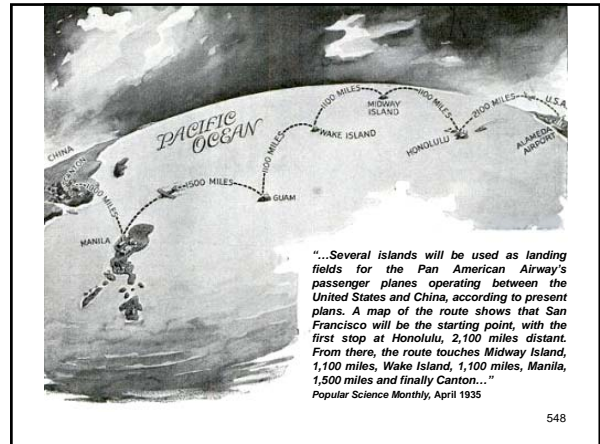 CHINA
CANTON
MANILA
1500 MILES
GUAM
1100 MILES
PACIFIC
OCEAN
WAKE ISLAND
1100 MILES
MIDWAY
ISLAND
1100 MILES
HONOLULU
2100 MILES
U.S.A.
ALAMEDA
AIRPORT
“...Several islands will be used as landing
fields for the Pan American Airway’s
passenger planes operating between the
United States and China, according to present
plans. A map of the route shows that San
Francisco will be the starting point, with the
first stop at Honolulu, 2,100 miles distant.
From there, the route touches Midway Island,
1,100 miles, Wake Island, 1,100 miles, Manila,
1,500 miles and finally Canton...”
Popular Science Monthly, April 1935
548